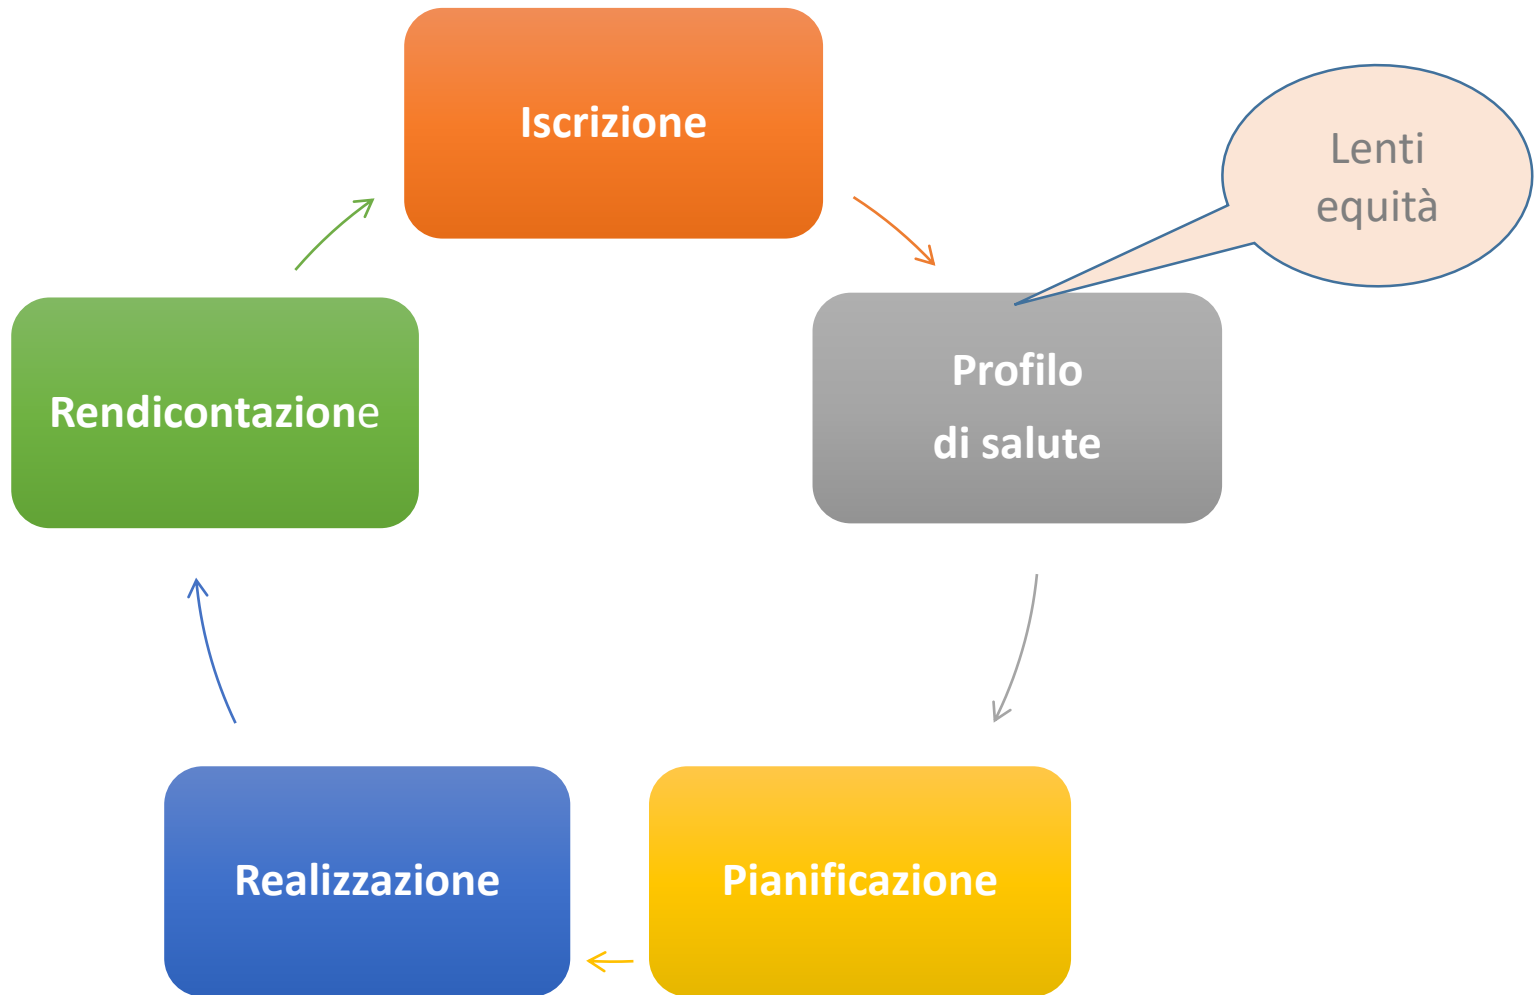 Iscrizione
Lenti
equità
Profilo
di salute
Rendicontazione
Realizzazione
Pianificazione